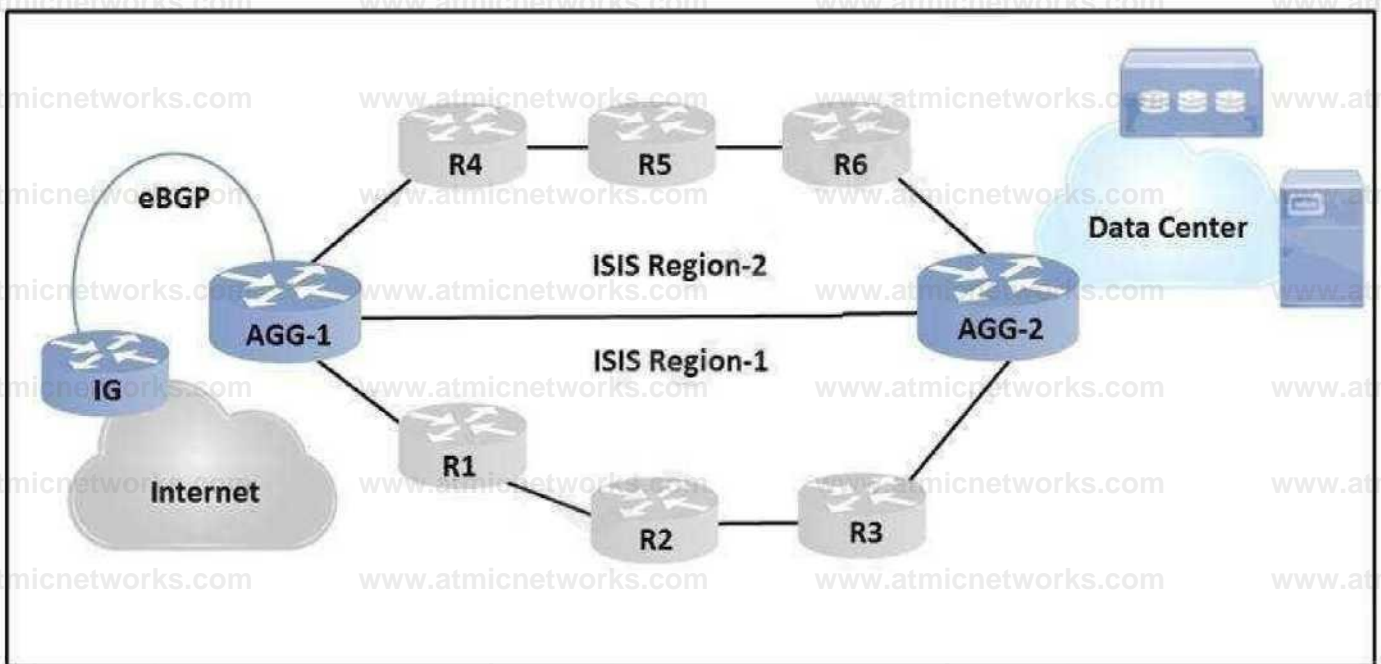 www.atmicnetworks.com
R4
R5
R6
eBGP
Data Center
ISIS Region-2
AGG-1
AGG-2
ISIS Region-1
IG
R1
Internet
R2
R3